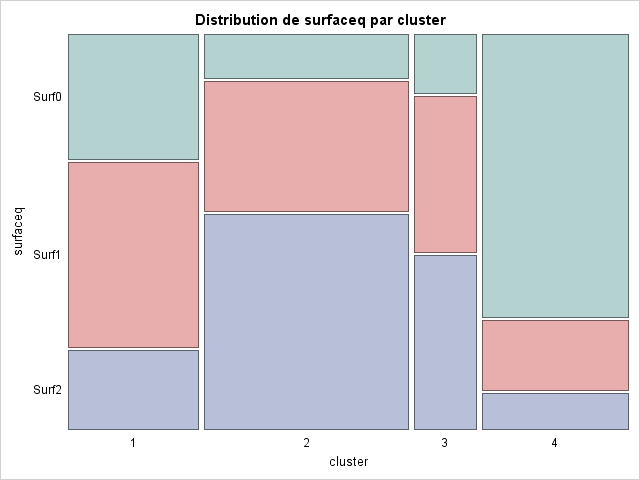 Distribution de surfaceq par cluster
Surf0
Surf1
Surf2
surfaceq
1 2 3 4
cluster